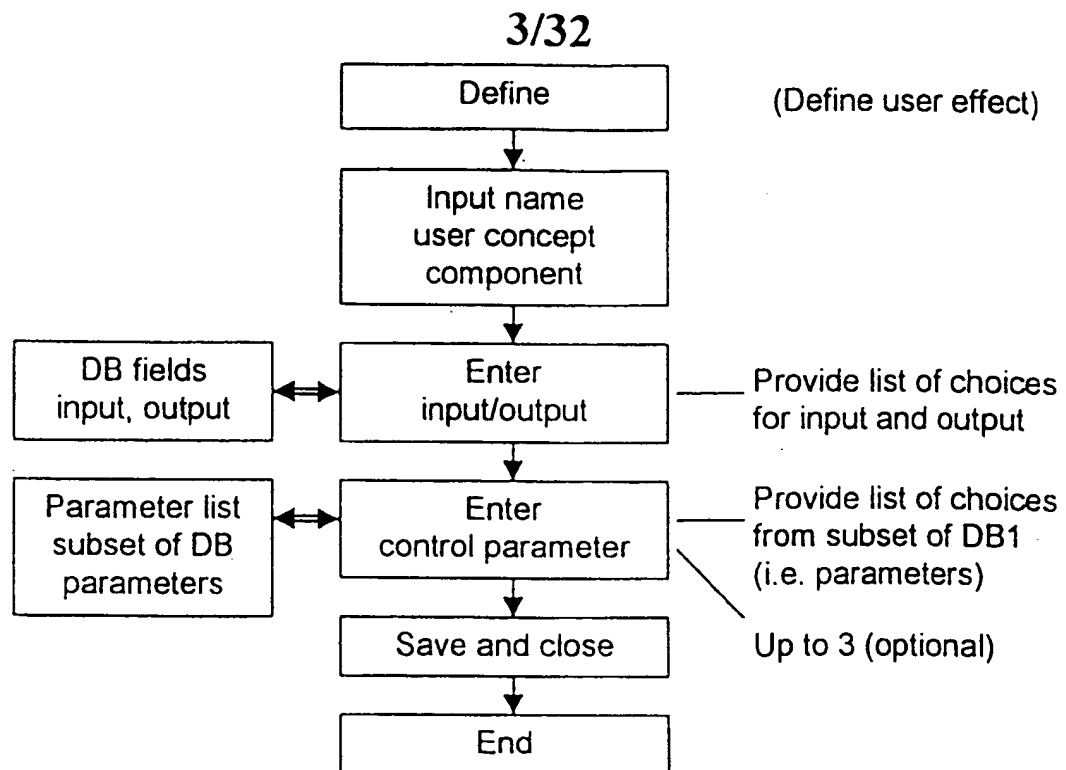 3/32
Define
(Define user effect)
Input name
user concept
component
DB fields
input, output
Enter
input/output
Provide list of choices
for input and output
Parameter list
subset of DB
parameters
Enter
control parameter
Provide list of choices
from subset of DB1
(i.e. parameters)
Up to 3 (optional)
Save and close
End